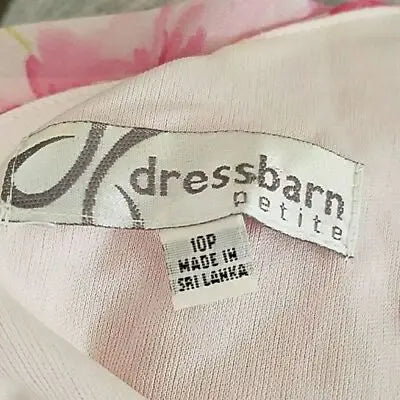 dressbarn
petite
10P
MADE IN
SRI LANKA